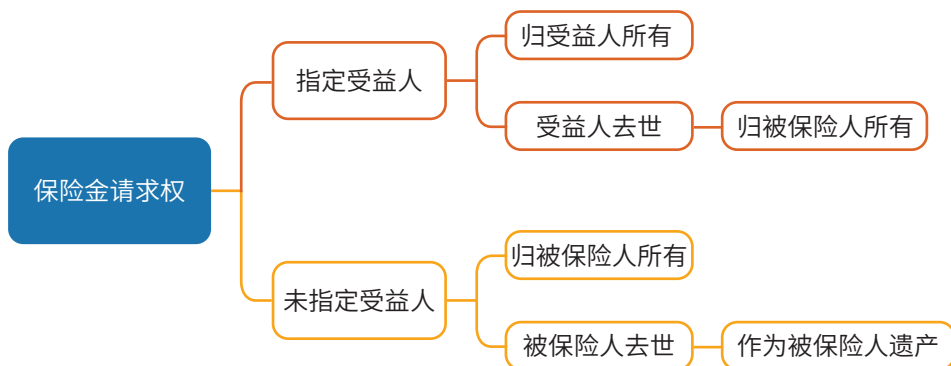 保险金请求权
指定受益人
归受益人所有
受益人去世
归被保险人所有
未指定受益人
归被保险人所有
被保险人去世
作为被保险人遗产